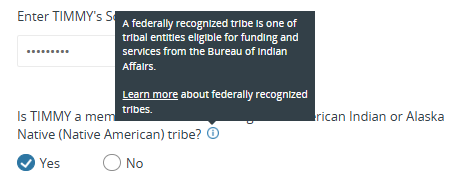 Enter TIMMY's
A federally recognized tribe is one of
tribal entities eligible for funding and
services from the Bureau of Indian
Affairs.
Learn more about federally recognized
tribes.
•••••••••
Is TIMMY a mem erican Indian or Alaska
Native (Native American) tribe?
Yes
No